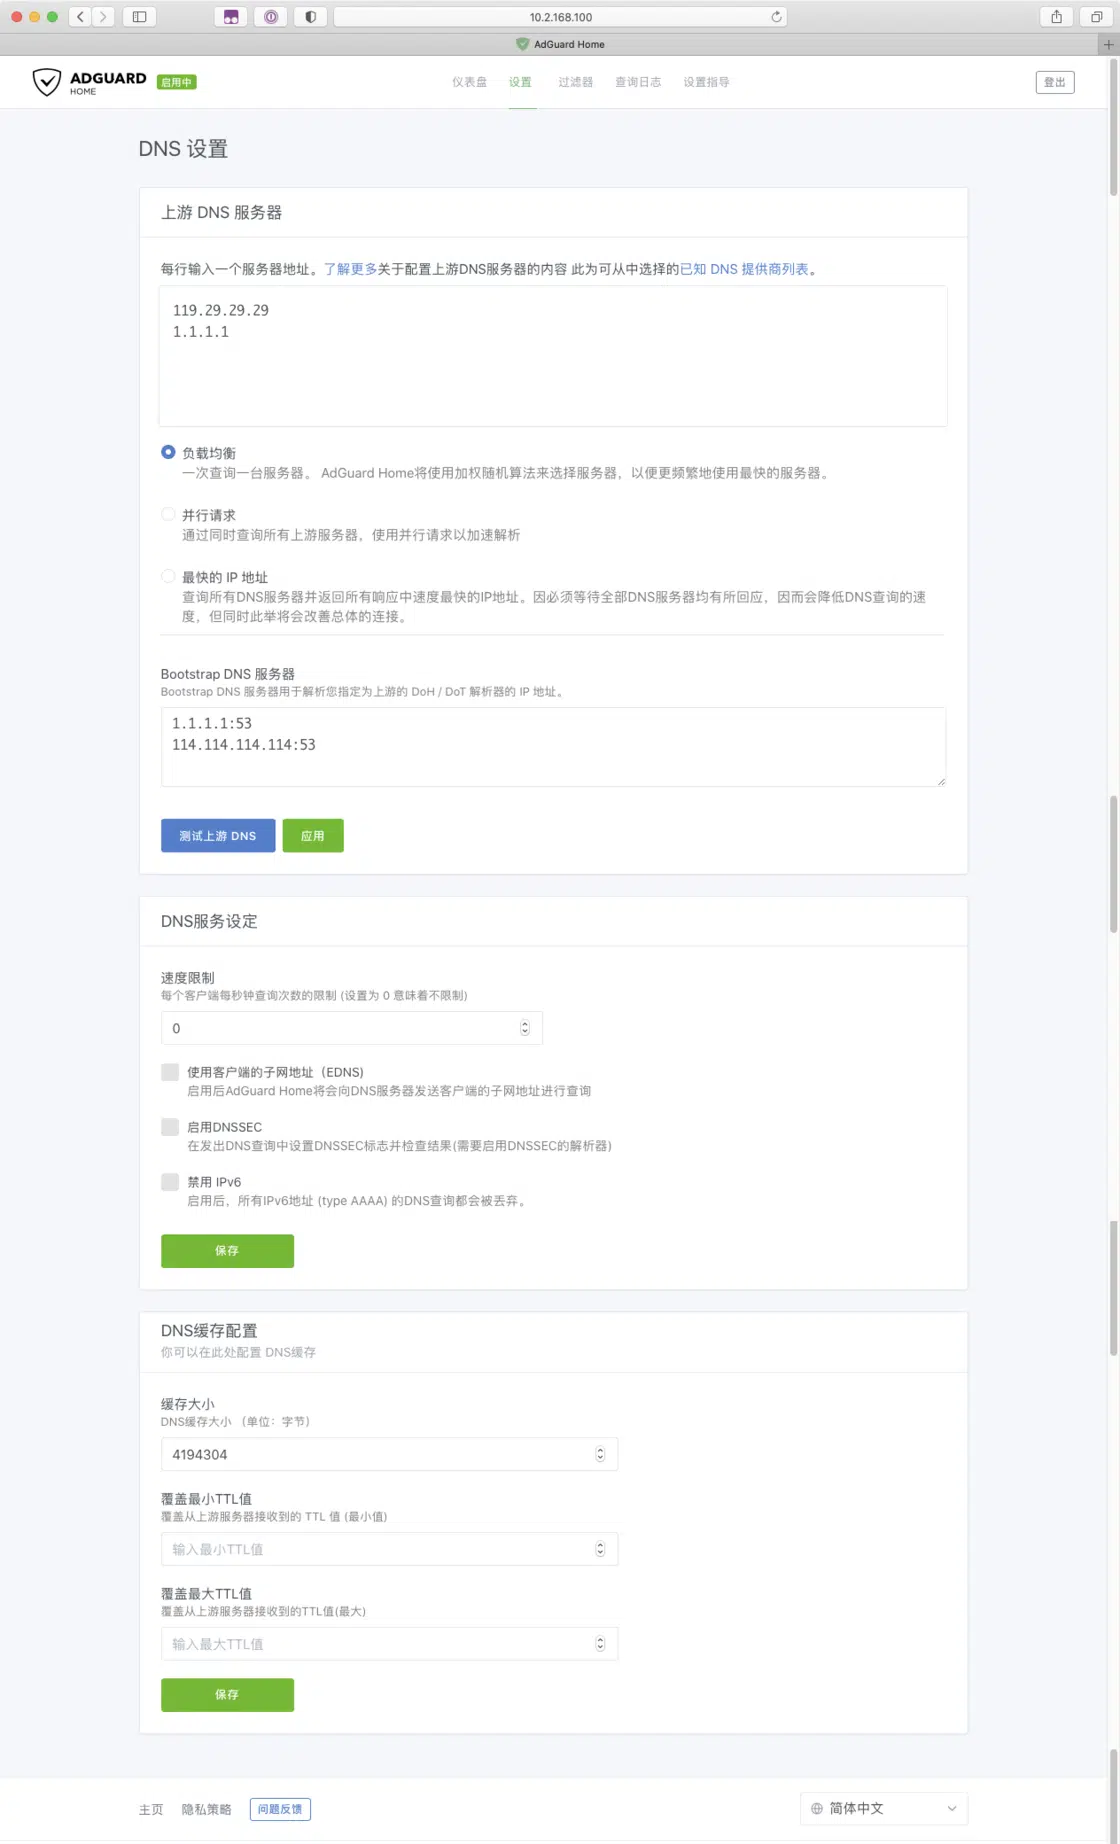 10.2.168.100
AdGuard Home
ADGUARD
HOME
启用中
仪表盘 设置 过滤器 查询日志 设置指导
登出
DNS 设置
上游 DNS 服务器
每行输入一个服务器地址。了解更多关于配置上游DNS服务器的内容 此为可从中选择的已知 DNS 提供商列表。
119.29.29.29
1.1.1.1
负载均衡
一次查询一台服务器。 AdGuard Home将使用加权随机算法来选择服务器，以便更频繁地使用最快的服务器。
并行请求
通过同时查询所有上游服务器，使用并行请求以加速解析
最快的 IP 地址
查询所有DNS服务器并返回所有响应中速度最快的IP地址。因必须等待全部DNS服务器均有所回应，因而会降低DNS查询的速
度，但同时此举将会改善总体的连接。
Bootstrap DNS 服务器
Bootstrap DNS 服务器用于解析您指定为上游的 DoH / DoT 解析器的 IP 地址。
1.1.1.1:53
114.114.114.114:53
测试上游 DNS 应用
DNS服务设定
速度限制
每个客户端每秒钟查询次数的限制 (设置为 0 意味着不限制)
0
使用客户端的子网地址（EDNS)
启用后AdGuard Home将会向DNS服务器发送客户端的子网地址进行查询
启用DNSSEC
在发出DNS查询中设置DNSSEC标志并检查结果(需要启用DNSSEC的解析器)
禁用 IPv6
启用后，所有IPv6地址 (type AAAA) 的DNS查询都会被丢弃。
保存
DNS缓存配置
你可以在此处配置 DNS缓存
缓存大小
DNS缓存大小 （单位：字节）
4194304
覆盖最小TTL值
覆盖从上游服务器接收到的 TTL 值 (最小值)
输入最小TTL值
覆盖最大TTL值
覆盖从上游服务器接收到的TTL值(最大)
输入最大TTL值
保存
主页 隐私策略 问题反馈
简体中文